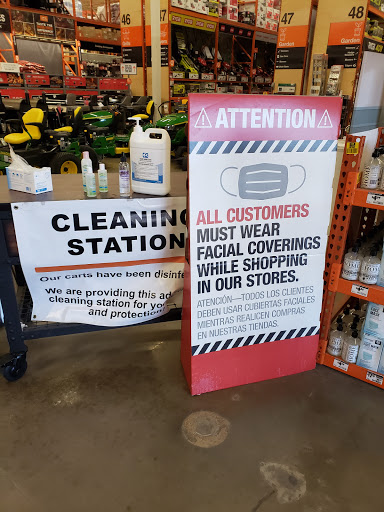 46
47
Garden
48
Garden
ATTENTION
ALL CUSTOMERS
MUST WEAR
FACIAL COVERINGS
WHILE SHOPPING
IN OUR STORES.
ATENCIÓN—TODOS LOS CLIENTES
DEBEN USAR CUBIERTAS FACIALES
MIENTRAS REALICEN COMPRAS
EN NUESTRAS TIENDAS.
CLEANING
STATION
Our carts have been disinfe
We are providing this ad
cleaning station for yo
and protection